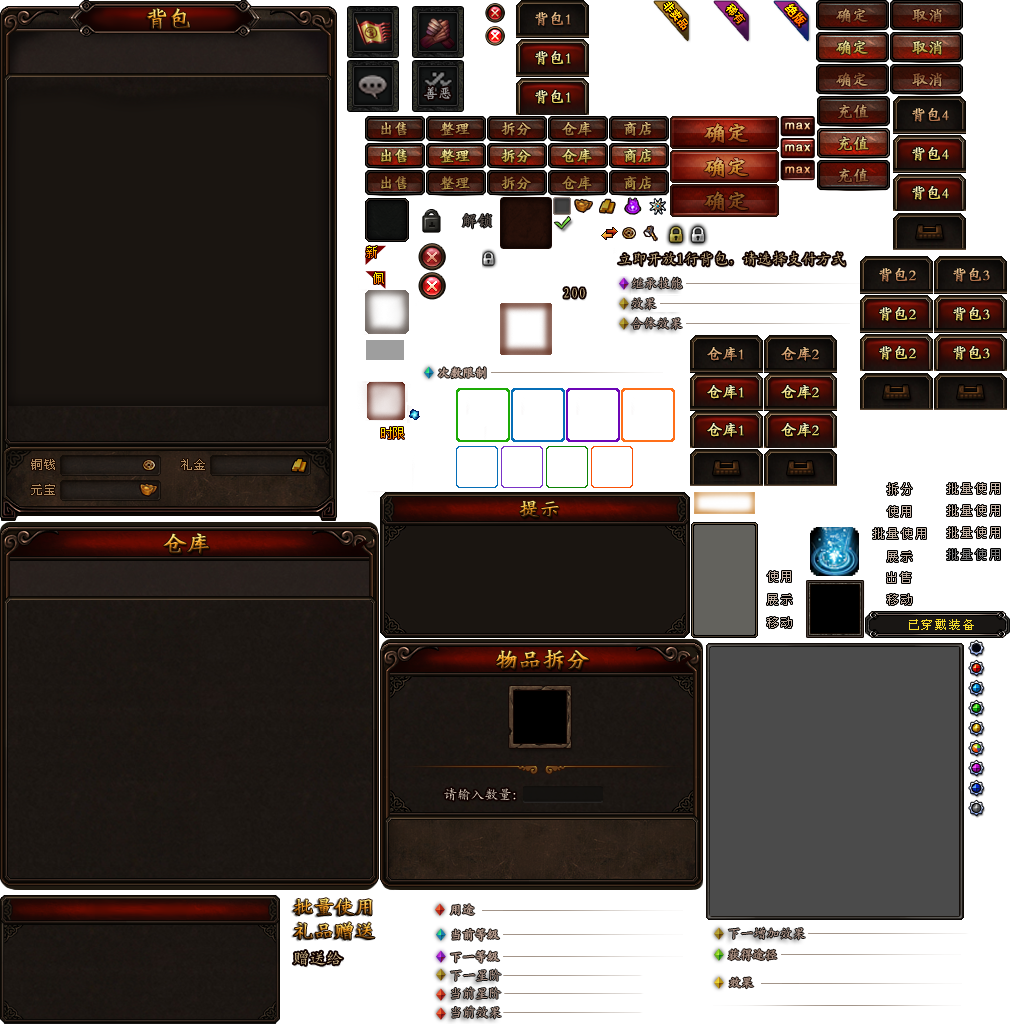 背包
铜钱
礼金
元宝
善恶
背包1
背包1
背包1
非卖品
稀有
绝版
确定 取消
确定 取消
确定 取消
充值
充值
充值
背包4
背包4
背包4
出售 整理 拆分 仓库 商店
出售 整理 拆分 仓库 商店
出售 整理 拆分 仓库 商店
确定
确定
确定
max
max
max
解锁
新
佩
200
时限
立即开放1行背包,请选择支付方式
继承技能
效果
合体效果
次数限制
背包2 背包3
背包2 背包3
背包2 背包3
仓库1 仓库2
仓库1 仓库2
仓库1 仓库2
仓库
提示
使用
展示
移动
拆分
使用
批量使用
展示
出售
移动
批量使用
批量使用
批量使用
批量使用
已穿戴装备
物品拆分
请输入数量:
批量使用
礼品赠送
赠送给
用途
当前等级
下一等级
下一星阶
当前星阶
当前效果
下一增加效果
获得途径
效果